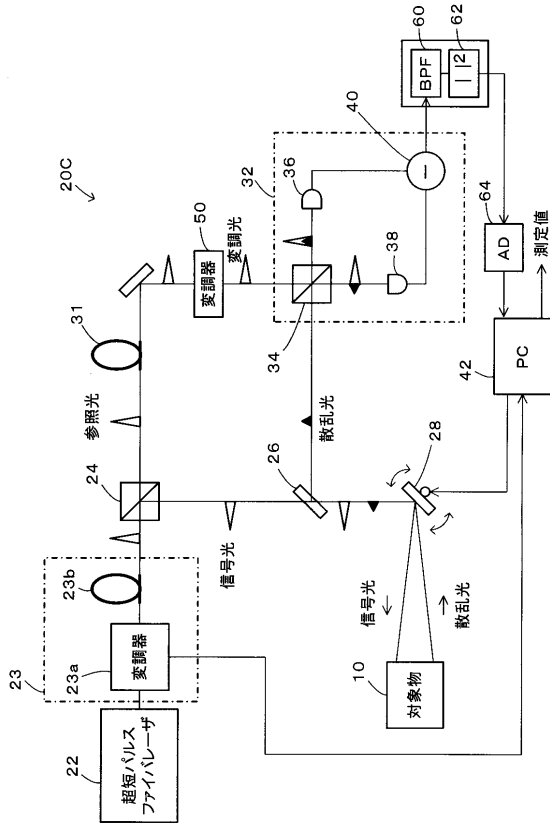 20C
23
23a
変調器
23b
22
超短パルス
ファイバレーザ
24
参照光
31
50
変調器
変調光
32
34
36
38
40
60
BPF
62
| |²
64
AD
42
PC
測定値
信号光
26
散乱光
28
信号光
散乱光
10
対象物